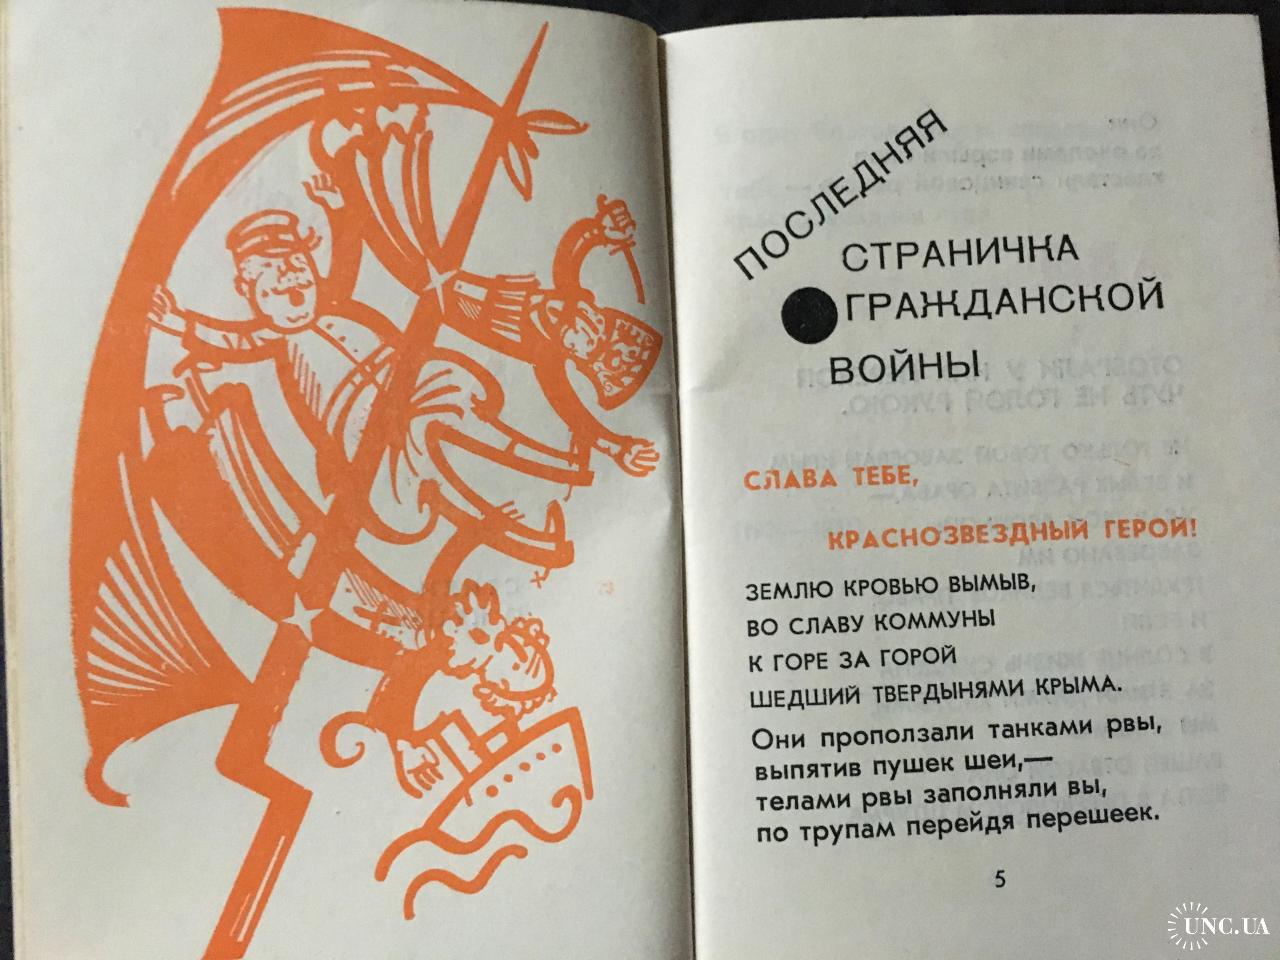 ПОСЛЕДНЯЯ
СТРАНИЧКА
ГРАЖДАНСКОЙ
ВОЙНЫ
СЛАВА ТЕБЕ,
КРАСНОЗВЕЗДНЫЙ ГЕРОЙ!
ЗЕМЛЮ КРОВЬЮ ВЫМЫВ,
ВО СЛАВУ КОММУНЫ
К ГОРЕ ЗА ГОРОЙ
ШЕДШИЙ ТВЕРДЫНЯМИ КРЫМА.
Они проползали танками рвы,
выпятив пушек шеи,—
телами рвы заполняли вы,
по трупам перейдя перешеек.
5
UNC.UA